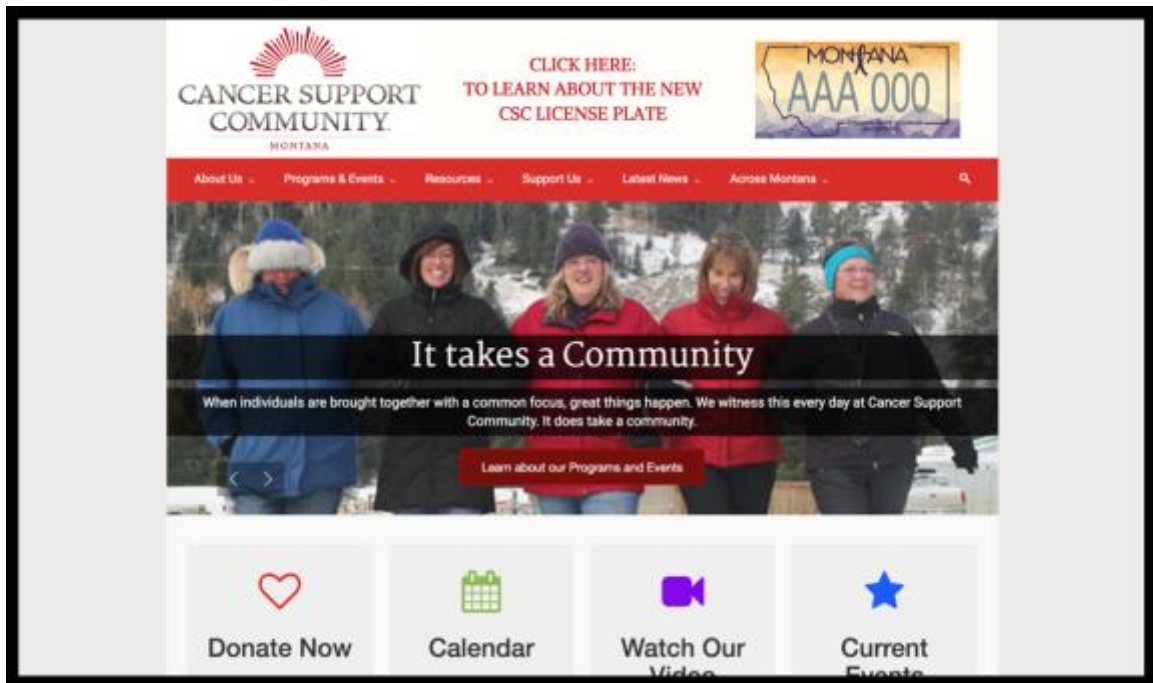 CANCER SUPPORT
COMMUNITY
MONTANA
CLICK HERE:
TO LEARN ABOUT THE NEW
CSC LICENSE PLATE
MONTANA
AAA 000
About Us
Programs & Events
Resources
Support Us
Latest News
Across Montana
It takes a Community
When individuals are brought together with a common focus, great things happen. We witness this every day at Cancer Support
Community. It does take a community.
Learn about our Programs and Events
Donate Now
Calendar
Watch Our
Video
Current
Events